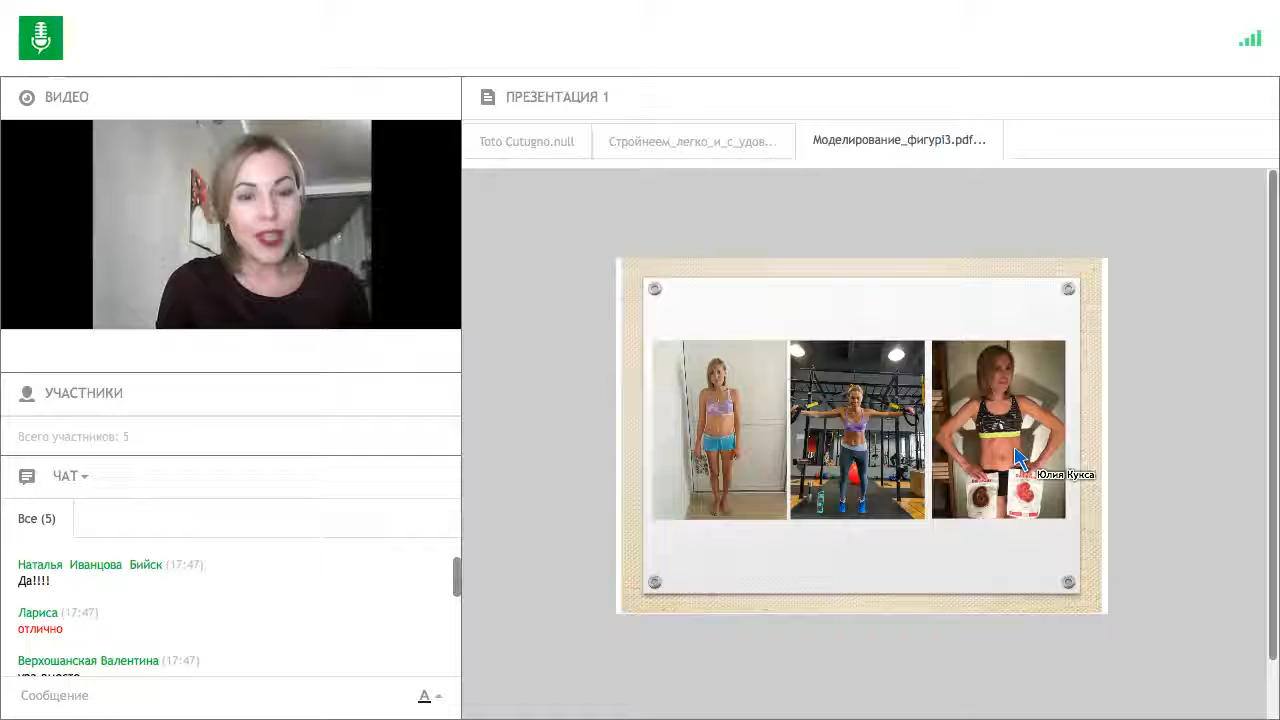 ВИДЕО
ПРЕЗЕНТАЦИЯ 1
Toto Cutugno.null
Стройнеем_легко_и_с_удов...
Моделирование_фигурі3.pdf...
Юлия Кукса
УЧАСТНИКИ
Всего участников: 5
ЧАТ
Все (5)
Наталья Иванцова Бийск (17:47)
Да!!!!
Лариса (17:47)
отлично
Верхошанская Валентина (17:47)
Сообщение
A